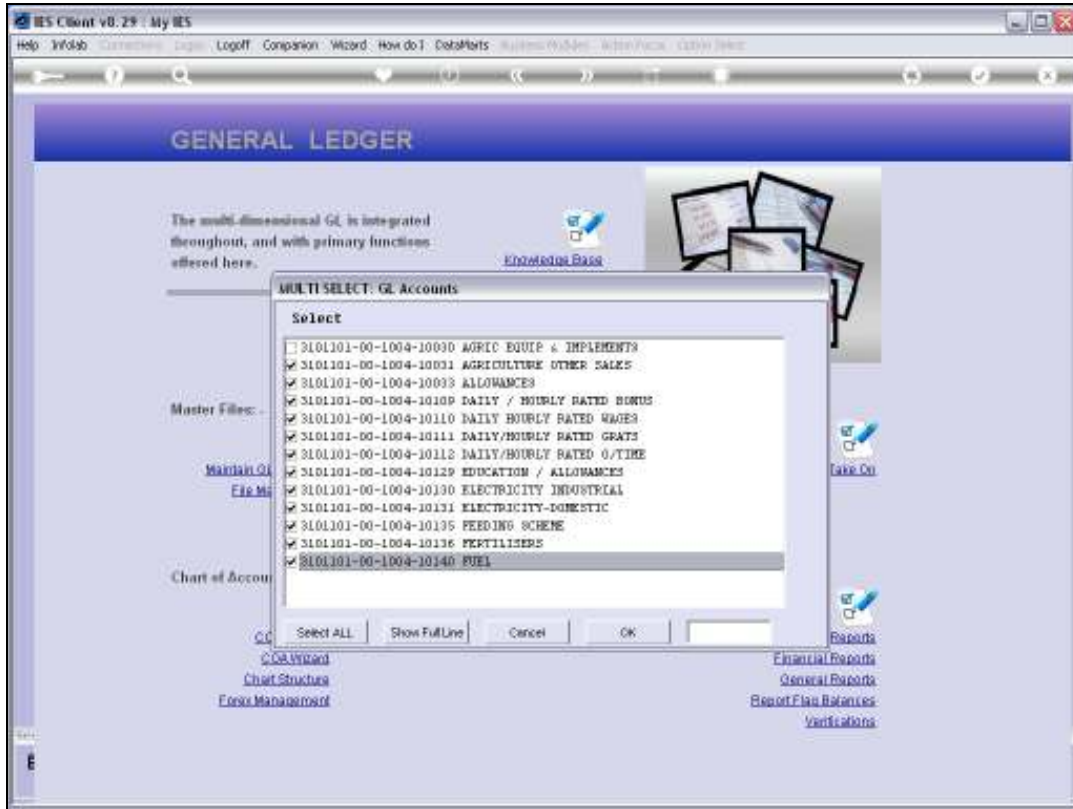 IES Client v8.29 : My IES
Help Infolab Logoff Companion Wizard How do I DataMarts
GENERAL LEDGER
The multi-dimensional GL is integrated
throughout, and with primary functions
offered here.
Knowledge Base
MULTI SELECT: GL Accounts
Select
3101101-00-1004-10030 AGRIC EQUIP & IMPLEMENTS
3101101-00-1004-10031 AGRICULTURE OTHER SALES
3101101-00-1004-10033 ALLOWANCES
3101101-00-1004-10109 DAILY / HOURLY RATED BONUS
3101101-00-1004-10110 DAILY HOURLY RATED WAGES
3101101-00-1004-10111 DAILY/HOURLY RATED GRATS
3101101-00-1004-10112 DAILY/HOURLY RATED O/TIME
3101101-00-1004-10129 EDUCATION / ALLOWANCES
3101101-00-1004-10130 ELECTRICITY INDUSTRIAL
3101101-00-1004-10131 ELECTRICITY-DOMESTIC
3101101-00-1004-10135 FEEDING SCHEME
3101101-00-1004-10136 FERTILISERS
3101101-00-1004-10140 FUEL
Select ALL Show Full Line Cancel OK
Master Files:
Maintain
Take On
File
Chart of
Reports
COA Wizard
Financial Reports
Chart Structure
General Reports
Forex Management
Report Flag Balances
Verifications